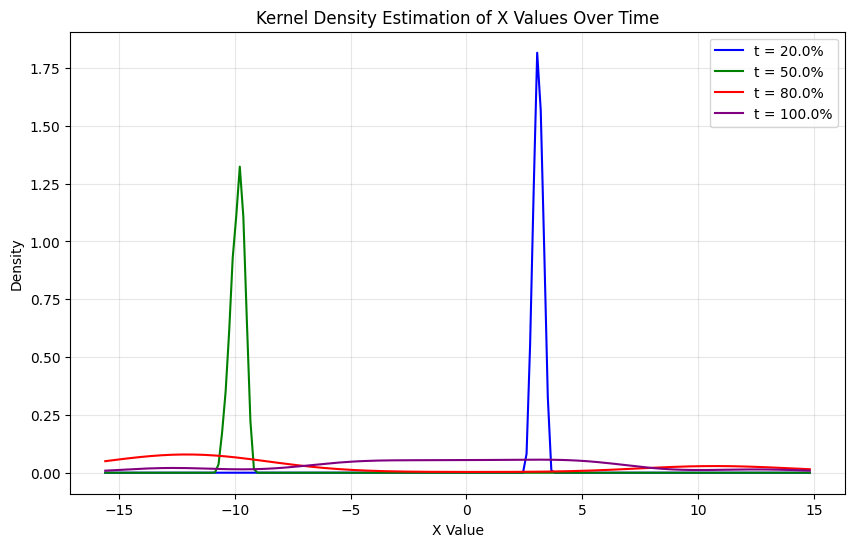 Kernel Density Estimation of X Values Over Time
t = 20.0%
t = 50.0%
t = 80.0%
t = 100.0%
Density
1.75
1.50
1.25
1.00
0.75
0.50
0.25
0.00
−15
−10
−5
0
5
10
15
X Value